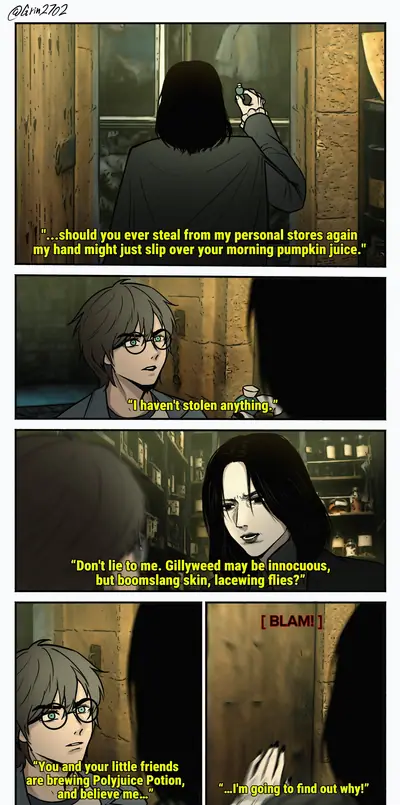 @Grin2702
"...should you ever steal from my personal stores again
my hand might just slip over your morning pumpkin juice."
"I haven't stolen anything."
"Don't lie to me. Gillyweed may be innocuous,
but boomslang skin, lacewing flies?"
"You and your little friends
are brewing Polyjuice Potion,
and believe me..."
[ BLAM! ]
"...I'm going to find out why!"